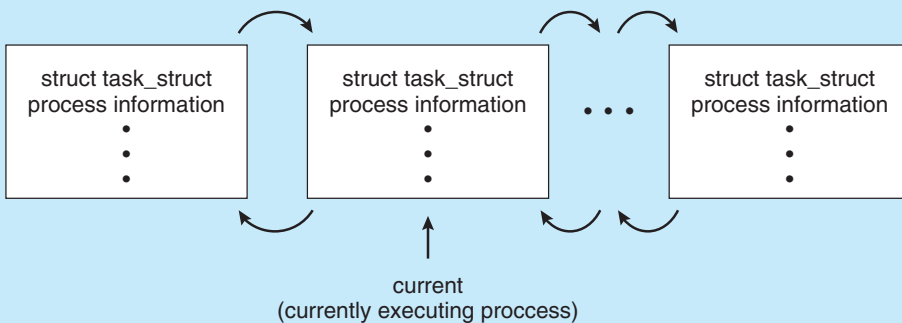 struct task_struct
process information
•
•
•
struct task_struct
process information
•
•
•
• • •
struct task_struct
process information
•
•
•
current
(currently executing proccess)